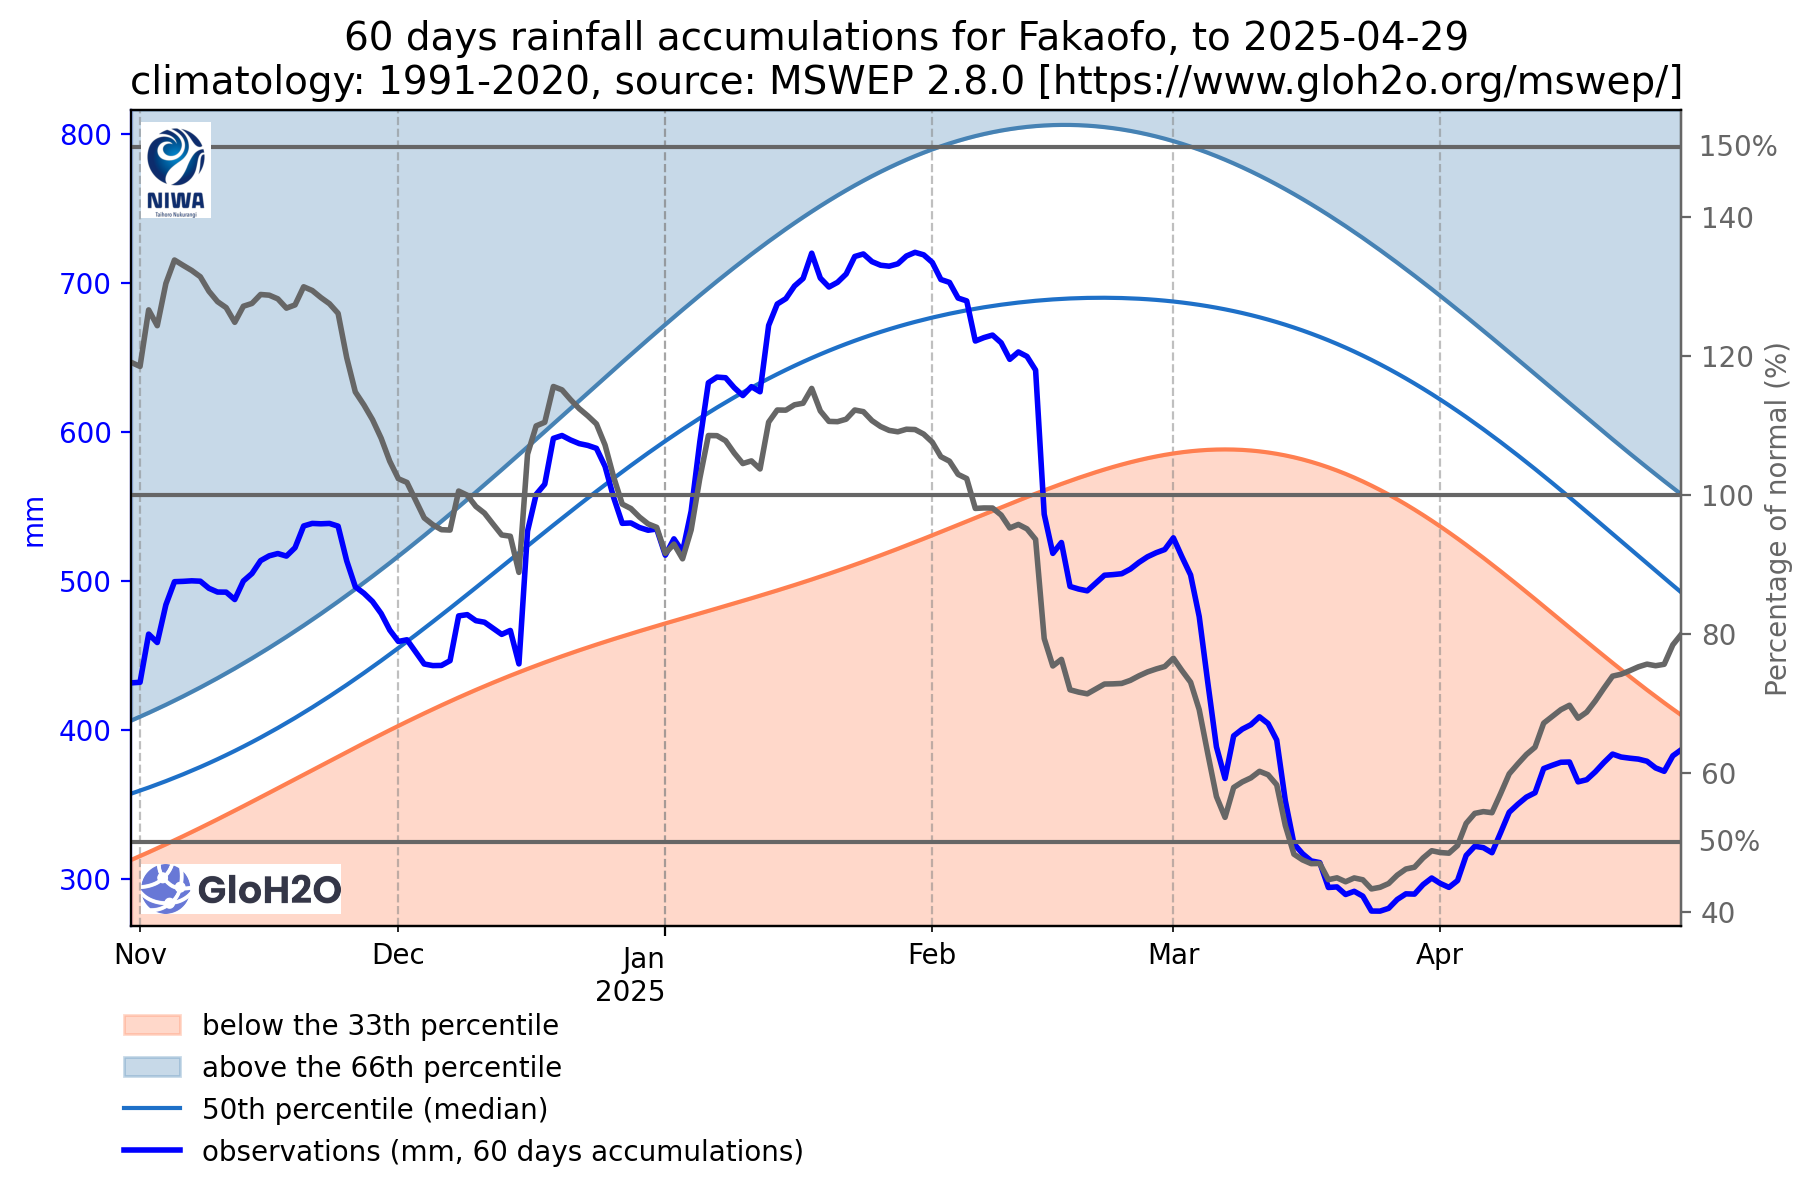 60 days rainfall accumulations for Fakaofo, to 2025-04-29
climatology: 1991-2020, source: MSWEP 2.8.0 [https://www.gloh2o.org/mswep/]
NIWA
Taihoro Nukurangi
800
700
600
500
400
300
mm
150%
140
120
100
80
60
50%
40
Percentage of normal (%)
GloH2O
Nov Dec Jan Feb Mar Apr
2025
below the 33th percentile
above the 66th percentile
50th percentile (median)
observations (mm, 60 days accumulations)